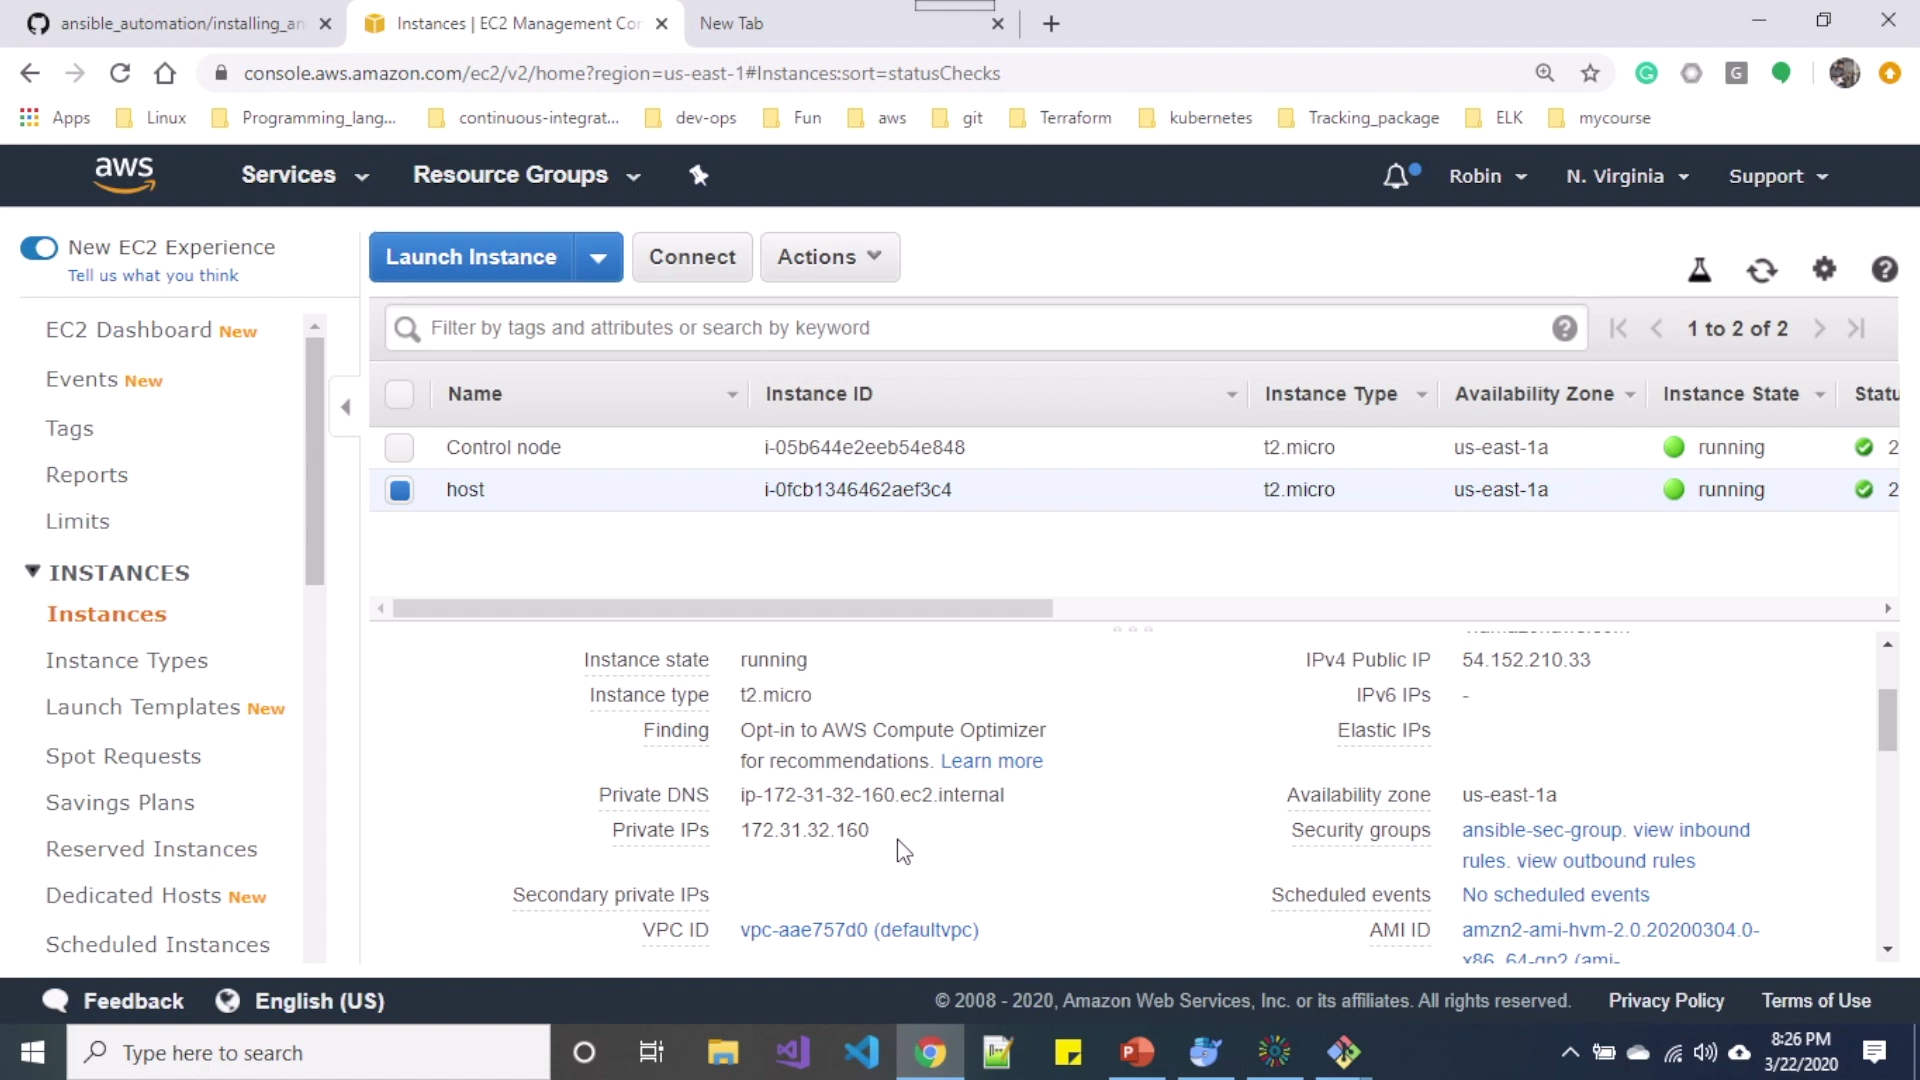 ansible_automation/installing_an
Instances | EC2 Management Con
New Tab
console.aws.amazon.com/ec2/v2/home?region=us-east-1#Instances:sort=statusChecks
Apps
Linux
Programming_lang...
continuous-integrat...
dev-ops
Fun
aws
git
Terraform
kubernetes
Tracking_package
ELK
mycourse
aws
Services
Resource Groups
Robin
N. Virginia
Support
New EC2 Experience
Tell us what you think
EC2 Dashboard New
Events New
Tags
Reports
Limits
INSTANCES
Instances
Instance Types
Launch Templates New
Spot Requests
Savings Plans
Reserved Instances
Dedicated Hosts New
Scheduled Instances
Launch Instance
Connect
Actions
Filter by tags and attributes or search by keyword
1 to 2 of 2
Name Instance ID Instance Type Availability Zone Instance State Statu
Control node i-05b644e2eeb54e848 t2.micro us-east-1a running 2
host i-0fcb1346462aef3c4 t2.micro us-east-1a running 2
Instance state running
Instance type t2.micro
Finding Opt-in to AWS Compute Optimizer
for recommendations. Learn more
Private DNS ip-172-31-32-160.ec2.internal
Private IPs 172.31.32.160
Secondary private IPs
VPC ID vpc-aae757d0 (defaultvpc)
IPv4 Public IP 54.152.210.33
IPv6 IPs -
Elastic IPs
Availability zone us-east-1a
Security groups ansible-sec-group. view inbound
rules. view outbound rules
Scheduled events No scheduled events
AMI ID amzn2-ami-hvm-2.0.20200304.0-
x86_64-gp2 (ami-
Feedback
English (US)
© 2008 - 2020, Amazon Web Services, Inc. or its affiliates. All rights reserved.
Privacy Policy
Terms of Use
Type here to search
8:26 PM
3/22/2020